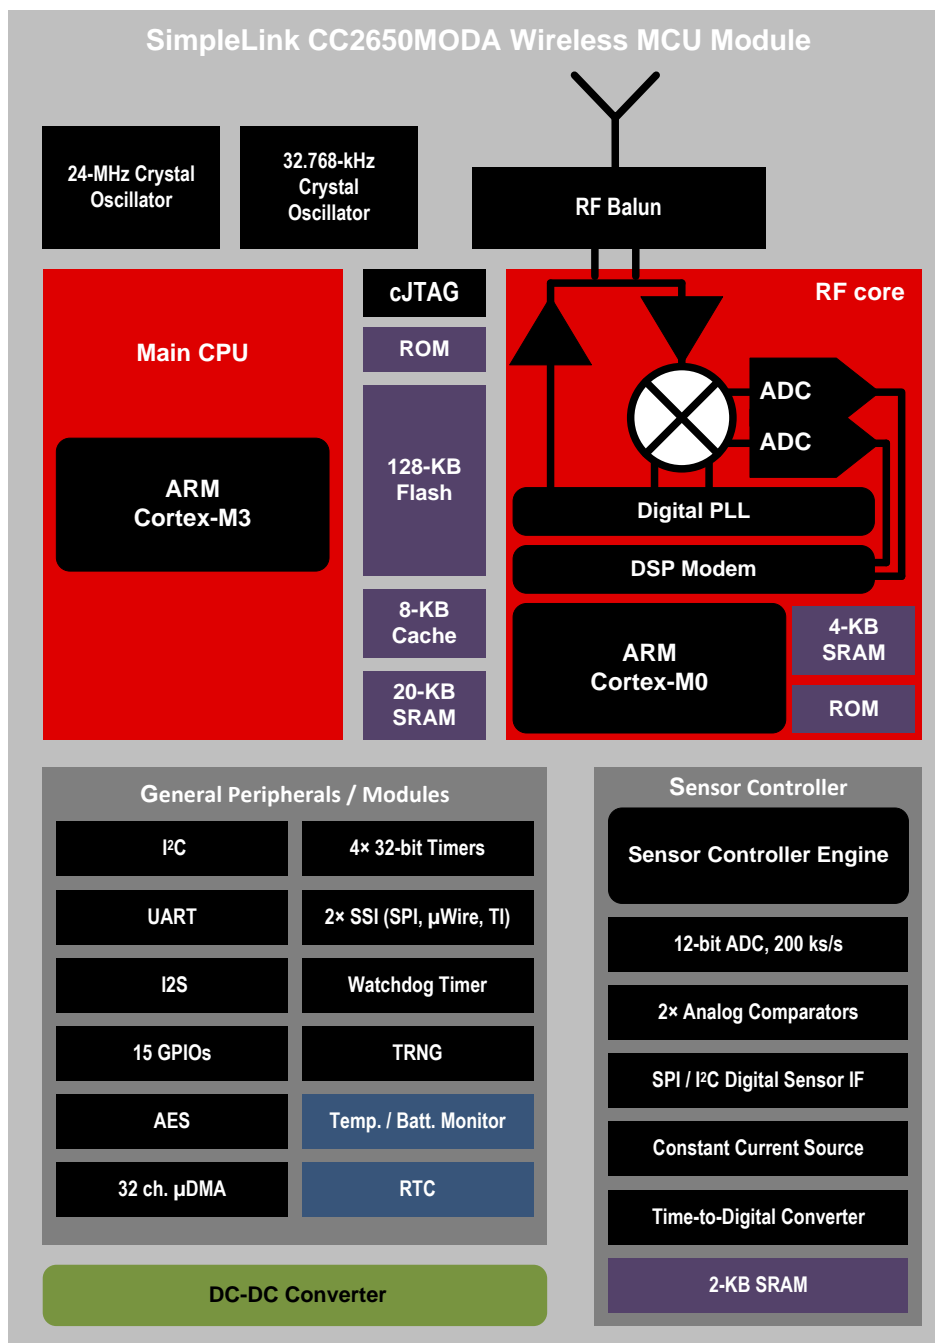 SimpleLink CC2650MODA Wireless MCU Module
24-MHz Crystal
Oscillator
32.768-kHz
Crystal
Oscillator
RF Balun
Main CPU
ARM
Cortex-M3
cJTAG
ROM
128-KB
Flash
8-KB
Cache
20-KB
SRAM
RF core
ADC
ADC
Digital PLL
DSP Modem
ARM
Cortex-M0
4-KB
SRAM
ROM
General Peripherals / Modules
I²C
4× 32-bit Timers
UART
2× SSI (SPI, µWire, TI)
I2S
Watchdog Timer
15 GPIOs
TRNG
AES
Temp. / Batt. Monitor
32 ch. µDMA
RTC
DC-DC Converter
Sensor Controller
Sensor Controller Engine
12-bit ADC, 200 ks/s
2× Analog Comparators
SPI / I²C Digital Sensor IF
Constant Current Source
Time-to-Digital Converter
2-KB SRAM